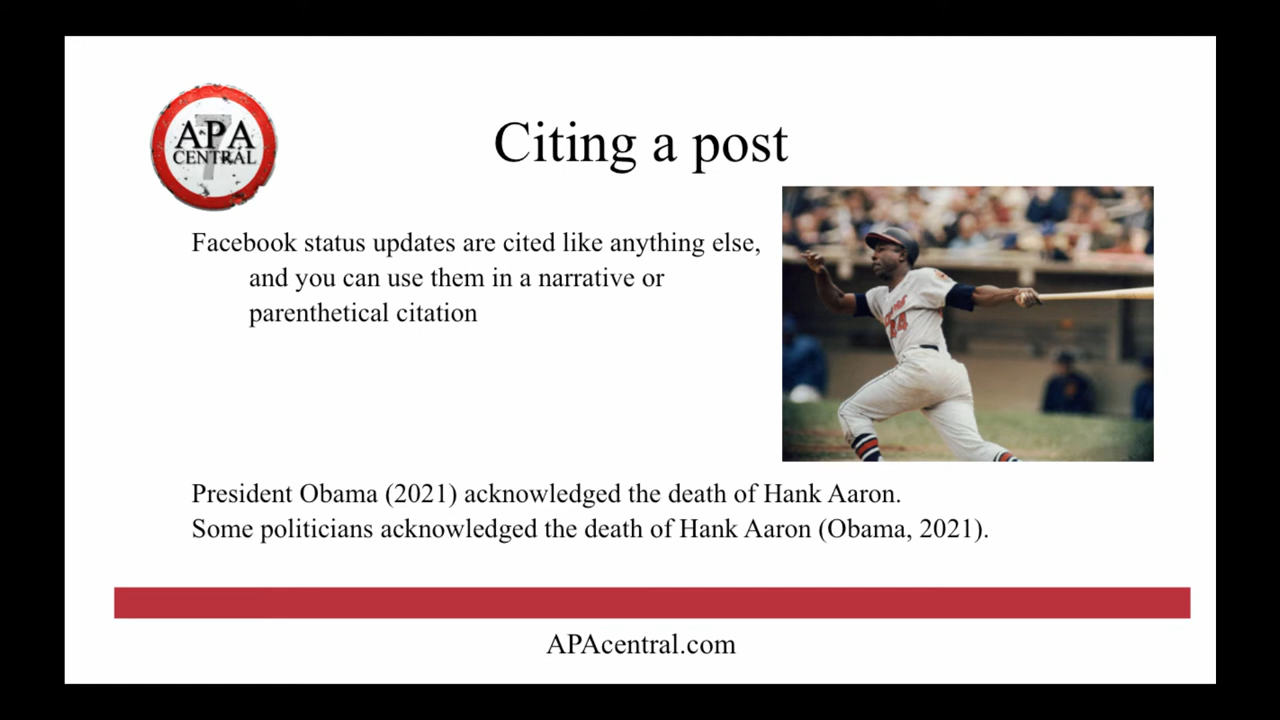 7
APA
CENTRAL
Citing a post
Facebook status updates are cited like anything else,
and you can use them in a narrative or
parenthetical citation
44
President Obama (2021) acknowledged the death of Hank Aaron.
Some politicians acknowledged the death of Hank Aaron (Obama, 2021).
APAcentral.com